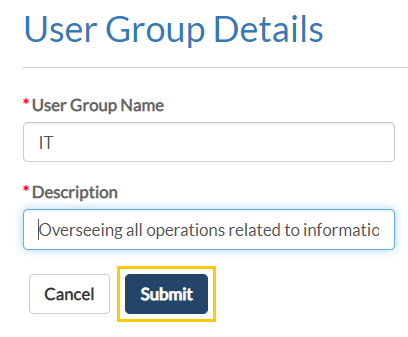 User Group Details
*User Group Name
IT
*Description
Overseeing all operations related to informatio
Cancel Submit